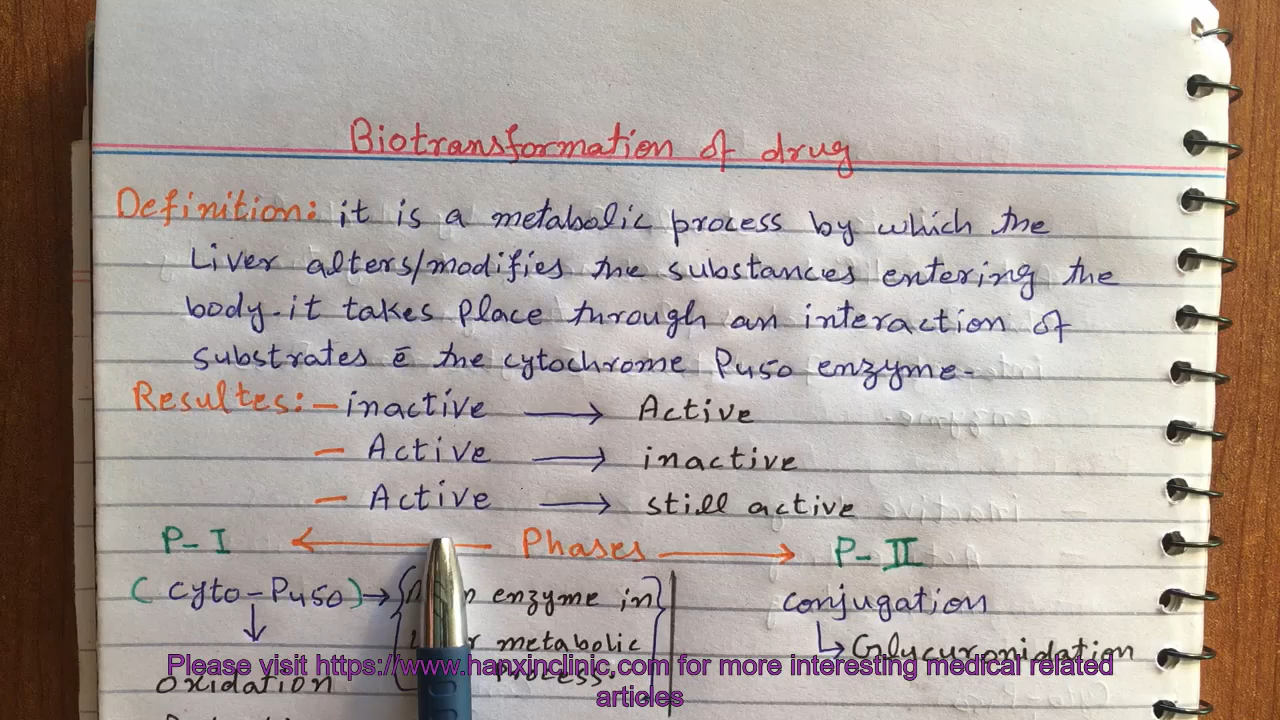 Biotransformation of drug
Definition: it is a metabolic process by which the
Liver alters/modifies the substances entering the
body. it takes place through an interaction of
substrates c̄ the cytochrome P450 enzyme.
Resultes: - inactive → Active
- Active → inactive
- Active → still active
P-I ← Phases → P-II
(cyto-P450) → { enzyme in } conjugation
metabolic ↳ Glycuronidation
Please visit https://www.hanxinclinic.com for more interesting medical related
oxidation process.
articles